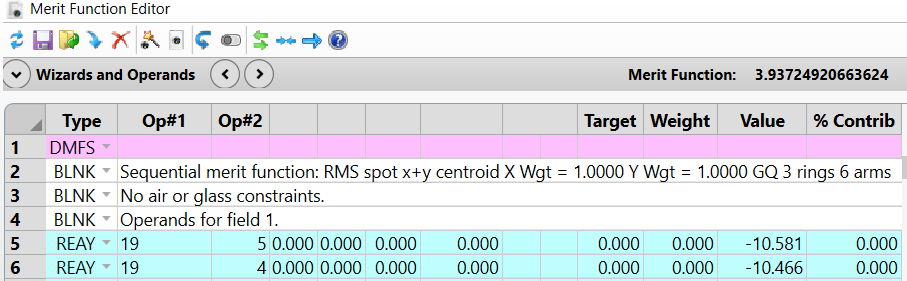 Merit Function Editor
Wizards and Operands Merit Function: 3.93724920663624
Type Op#1 Op#2 Target Weight Value % Contrib
1 DMFS
2 BLNK Sequential merit function: RMS spot x+y centroid X Wgt = 1.0000 Y Wgt = 1.0000 GQ 3 rings 6 arms
3 BLNK No air or glass constraints.
4 BLNK Operands for field 1.
5 REAY 19 5 0.000 0.000 0.000 0.000 0.000 0.000 -10.581 0.000
6 REAY 19 4 0.000 0.000 0.000 0.000 0.000 0.000 -10.466 0.000